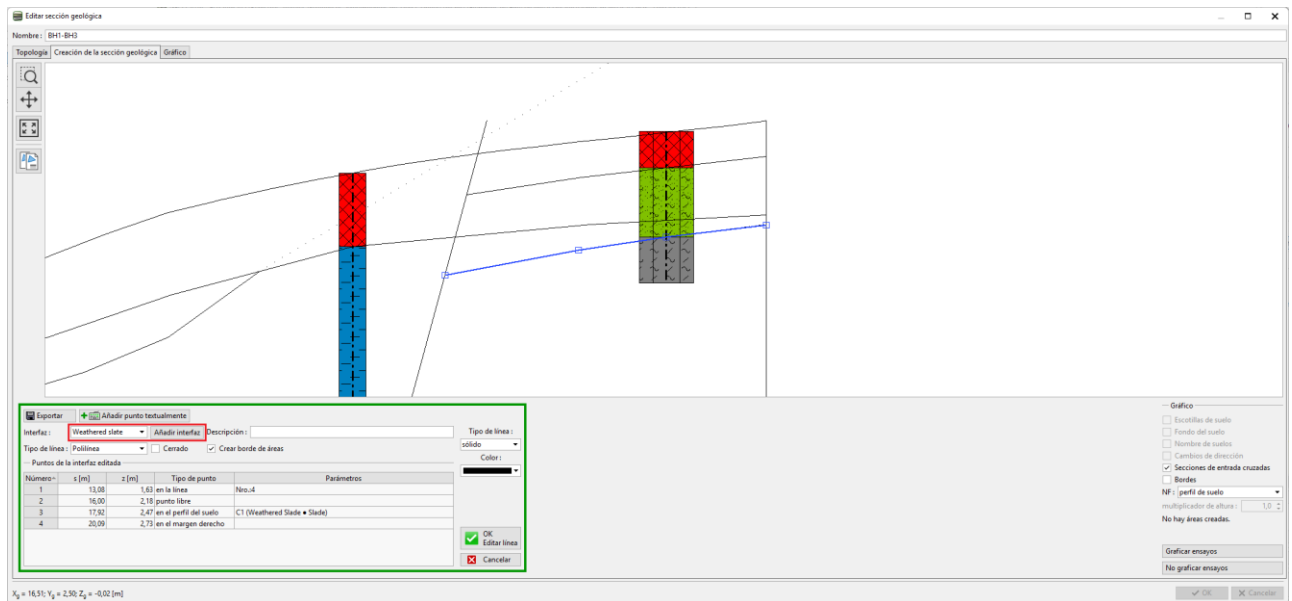 Editar sección geológica
Nombre : BH1-BH3
Topología Creación de la sección geológica Gráfico
Exportar Añadir punto textualmente
Interfaz : Weathered slate Añadir interfaz Descripción :
Tipo de línea : Polilínea Cerrado Crear borde de áreas
Puntos de la interfaz editada
Número s [m] z [m] Tipo de punto Parámetros
1 13,08 1,63 en la línea Nro.:4
2 16,00 2,18 punto libre
3 17,92 2,47 en el perfil del suelo C1 (Weathered Slade ● Slade)
4 20,09 2,73 en el margen derecho
Tipo de línea :
sólido
Color :
OK
Editar línea
Cancelar
Gráfico
Escotillas de suelo
Fondo del suelo
Nombre de suelos
Cambios de dirección
Secciones de entrada cruzadas
Bordes
NF : perfil de suelo
multiplicador de altura : 1,0
No hay áreas creadas.
Graficar ensayos
No graficar ensayos
Xg = 16,51; Yg = 2,50; Zg = -0,02 [m]
OK Cancelar